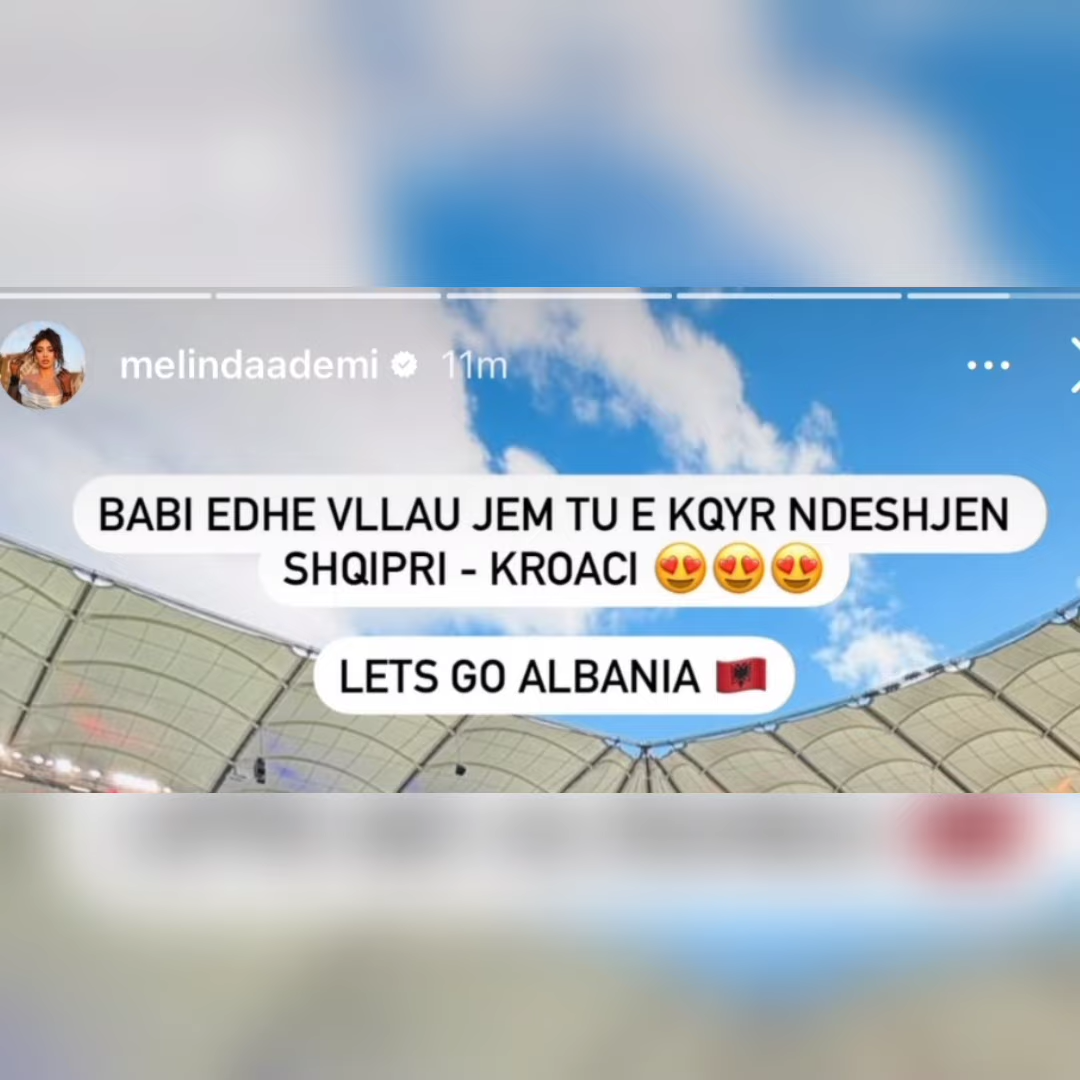 melindaademi 11m
BABI EDHE VLLAU JEM TU E KQYR NDESHJEN
SHQIPRI - KROACI 😍😍😍
LETS GO ALBANIA 🇦🇱